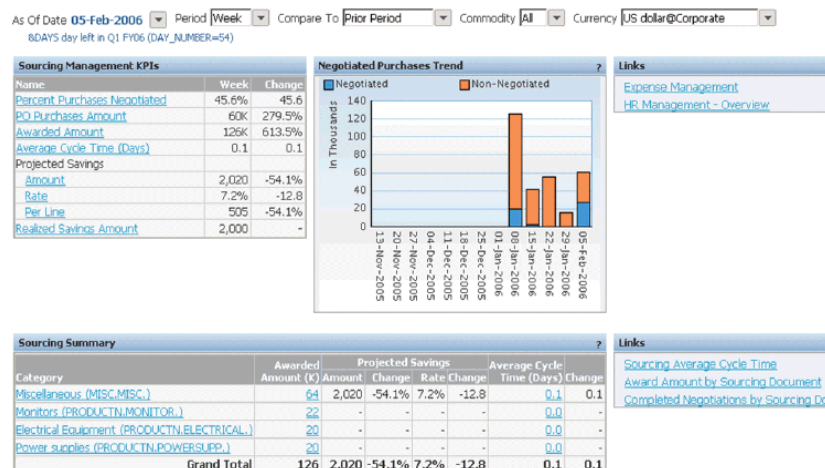 As Of Date 05-Feb-2006 Period Week Compare To Prior Period Commodity All Currency US dollar@Corporate
&DAYS day left in Q1 FY06 (DAY_NUMBER=54)
Sourcing Management KPIs
Name Week Change
Percent Purchases Negotiated 45.6% 45.6
PO Purchases Amount 60K 279.5%
Awarded Amount 126K 613.5%
Average Cycle Time (Days) 0.1 0.1
Projected Savings
Amount 2,020 -54.1%
Rate 7.2% -12.8
Per Line 505 -54.1%
Realized Savings Amount 2,000 -
Negotiated Purchases Trend ?
Negotiated Non-Negotiated
In Thousands
140
120
100
80
60
40
20
0
13-Nov-2005
20-Nov-2005
27-Nov-2005
04-Dec-2005
11-Dec-2005
18-Dec-2005
25-Dec-2005
01-Jan-2006
08-Jan-2006
15-Jan-2006
22-Jan-2006
29-Jan-2006
05-Feb-2006
Links
Expense Management
HR Management - Overview
Sourcing Summary ?
Projected Savings
Category Awarded Amount (K) Amount Change Rate Change Average Cycle Time (Days) Change
Miscellaneous (MISC.MISC.) 64 2,020 -54.1% 7.2% -12.8 0.1 0.1
Monitors (PRODUCTN.MONITOR.) 22 - - - - 0.0 -
Electrical Equipment (PRODUCTN.ELECTRICAL.) 20 - - - - 0.0 -
Power supplies (PRODUCTN.POWERSUPP.) 20 - - - - 0.0 -
Grand Total 126 2,020 -54.1% 7.2% -12.8 0.1 0.1
Links
Sourcing Average Cycle Time
Award Amount by Sourcing Document
Completed Negotiations by Sourcing Do